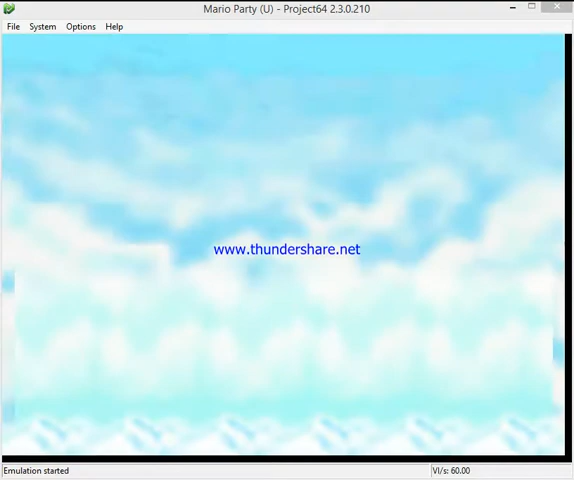 Mario Party (U) - Project64 2.3.0.210
File System Options Help
www.thundershare.net
Emulation started
VI/s: 60.00